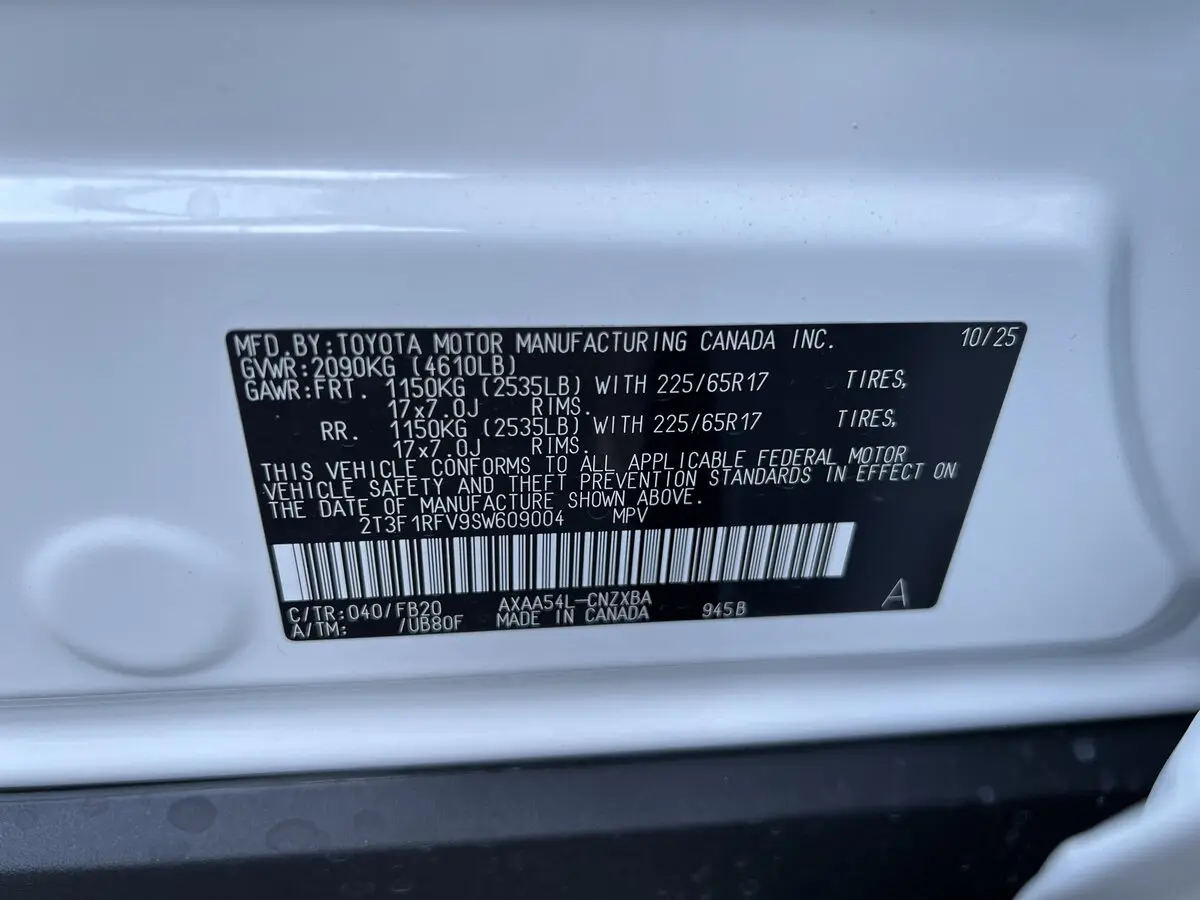 MFD.BY:TOYOTA MOTOR MANUFACTURING CANADA INC. 10/25
GVWR:2090KG (4610LB)
GAWR:FRT. 1150KG (2535LB) WITH 225/65R17 TIRES,
17x7.0J RIMS.
RR. 1150KG (2535LB) WITH 225/65R17 TIRES,
17x7.0J RIMS.
THIS VEHICLE CONFORMS TO ALL APPLICABLE FEDERAL MOTOR
VEHICLE SAFETY AND THEFT PREVENTION STANDARDS IN EFFECT ON
THE DATE OF MANUFACTURE SHOWN ABOVE.
2T3F1RFV9SW609004 MPV
C/TR:040/FB20 AXAA54L-CNZXBA 945B A
A/TM: /UB80F MADE IN CANADA